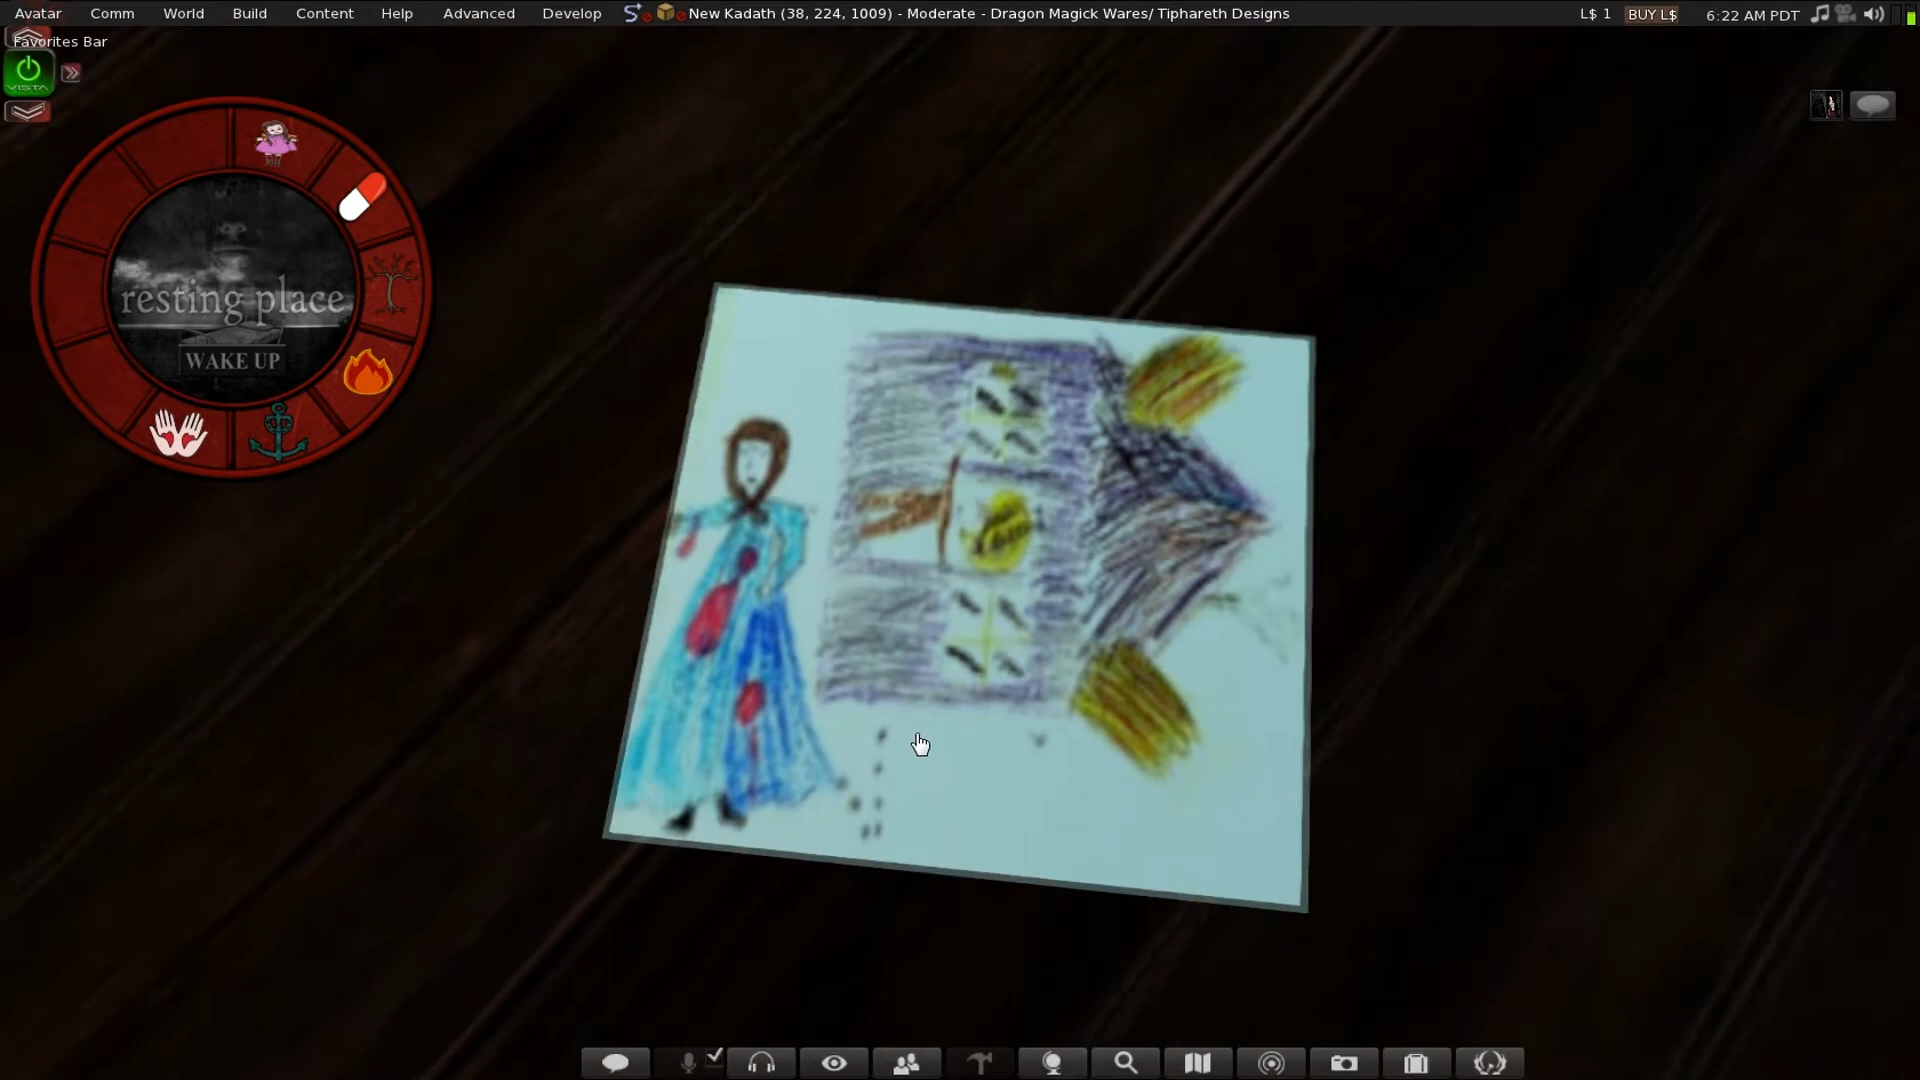 Avatar Comm World Build Content Help Advanced Develop New Kadath (38, 224, 1009) - Moderate - Dragon Magick Wares/ Tiphareth Designs L$ 1 BUY L$ 6:22 AM PDT
Favorites Bar
VISTA
resting place
WAKE UP